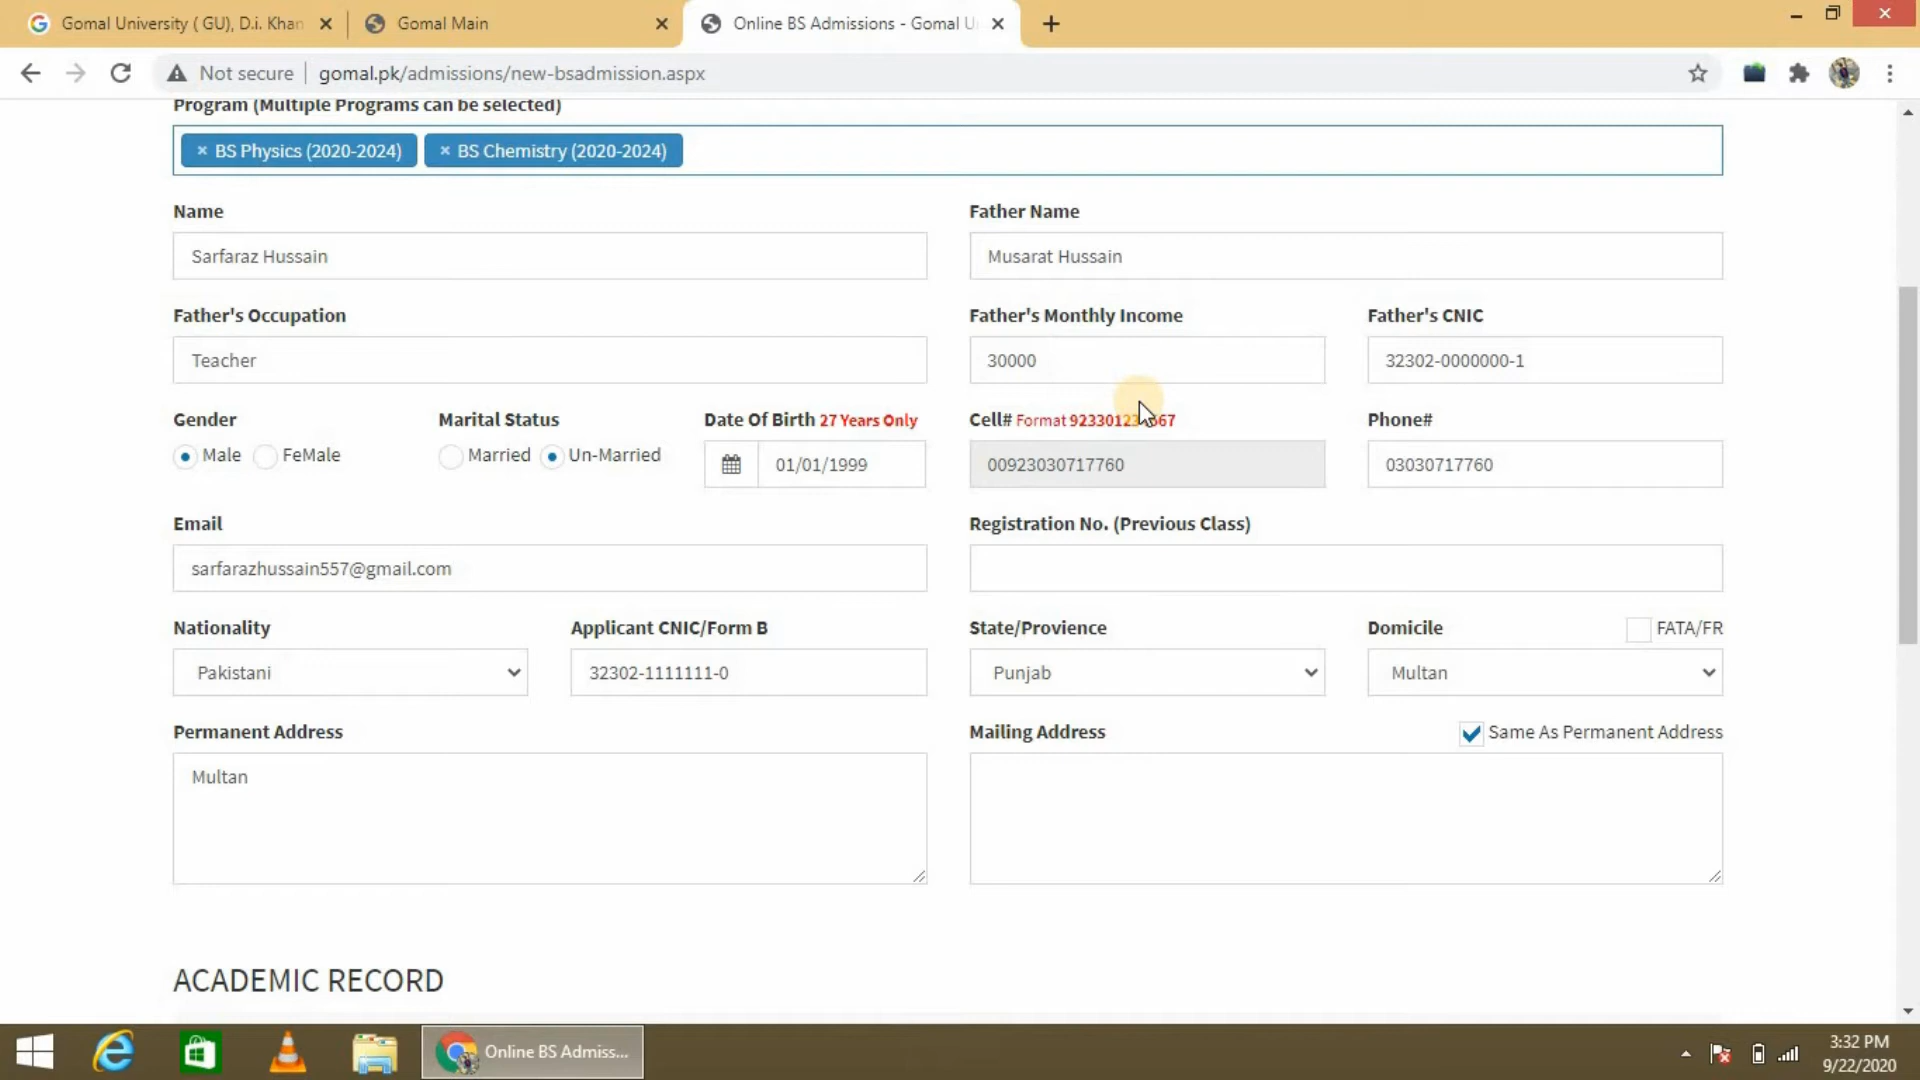 Gomal University ( GU), D.i. Khan
Gomal Main
Online BS Admissions - Gomal U
Not secure
gomal.pk/admissions/new-bsadmission.aspx
Program (Multiple Programs can be selected)
× BS Physics (2020-2024)
× BS Chemistry (2020-2024)
Name
Father Name
Sarfaraz Hussain
Musarat Hussain
Father's Occupation
Father's Monthly Income
Father's CNIC
Teacher
30000
32302-0000000-1
Gender
Marital Status
Date Of Birth 27 Years Only
Cell# Format
Phone#
Male
FeMale
Married
Un-Married
01/01/1999
00923030717760
03030717760
Email
Registration No. (Previous Class)
sarfarazhussain557@gmail.com
Nationality
Applicant CNIC/Form B
State/Provience
Domicile
FATA/FR
Pakistani
32302-1111111-0
Punjab
Multan
Permanent Address
Mailing Address
Same As Permanent Address
Multan
ACADEMIC RECORD
Online BS Admiss...
3:32 PM
9/22/2020